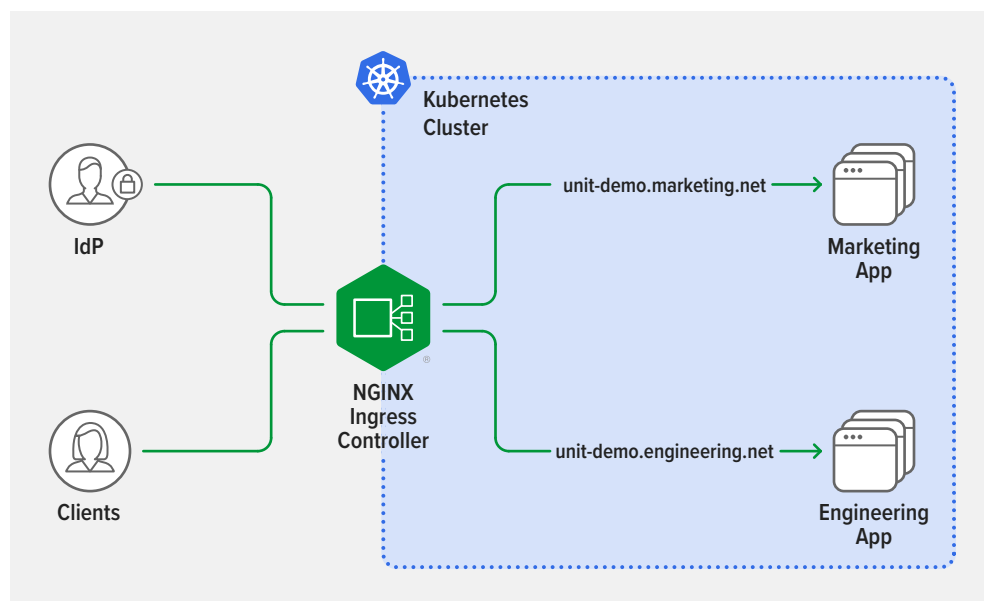 Kubernetes
Cluster
IdP
unit-demo.marketing.net
Marketing
App
®
NGINX
Ingress
Controller
Clients
unit-demo.engineering.net
Engineering
App